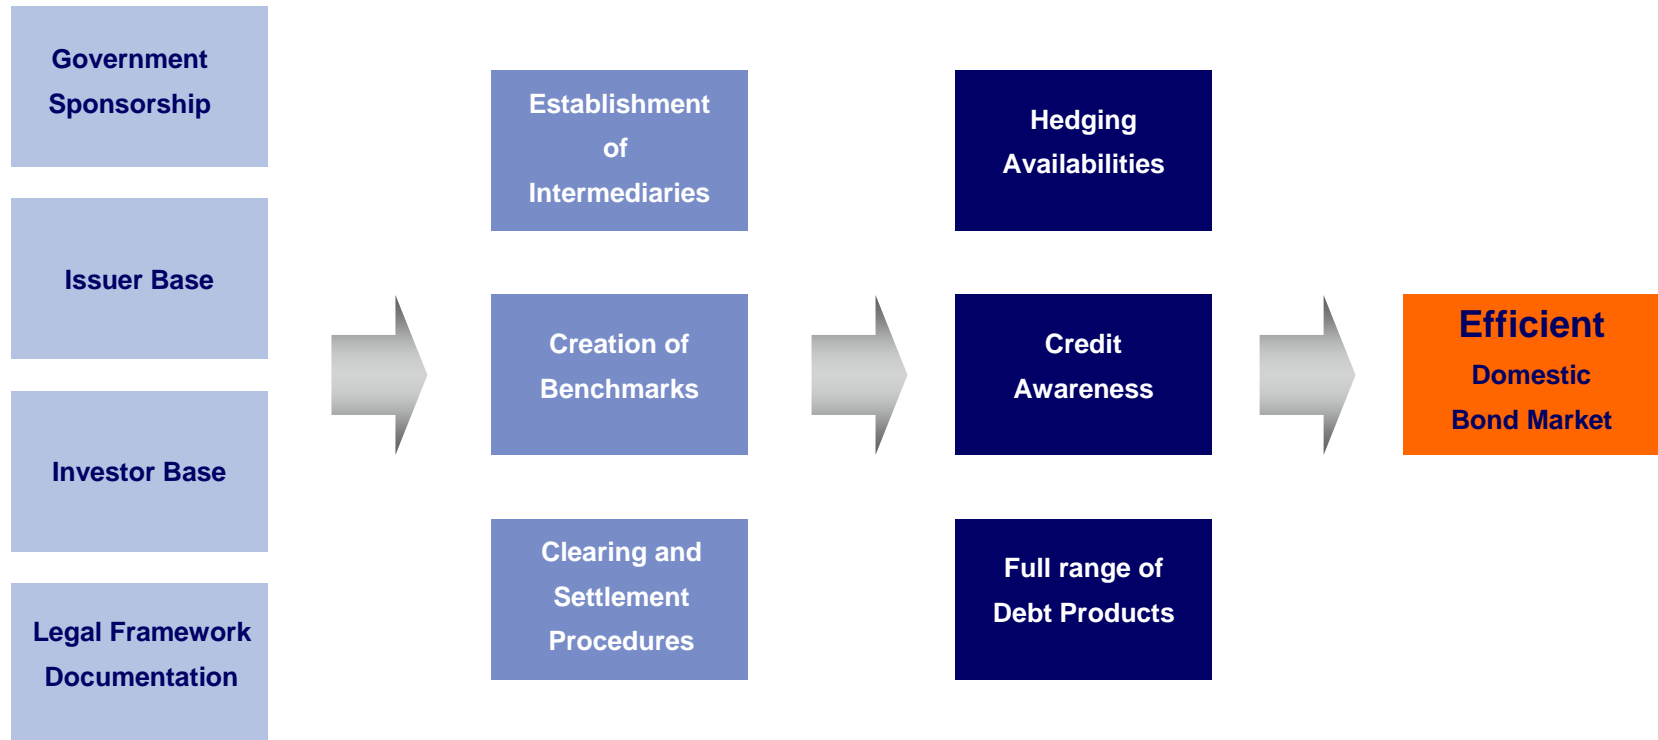 Government
Sponsorship
Issuer Base
Investor Base
Legal Framework
Documentation
Establishment
of
Intermediaries
Creation of
Benchmarks
Clearing and
Settlement
Procedures
Hedging
Availabilities
Credit
Awareness
Full range of
Debt Products
Efficient
Domestic
Bond Market